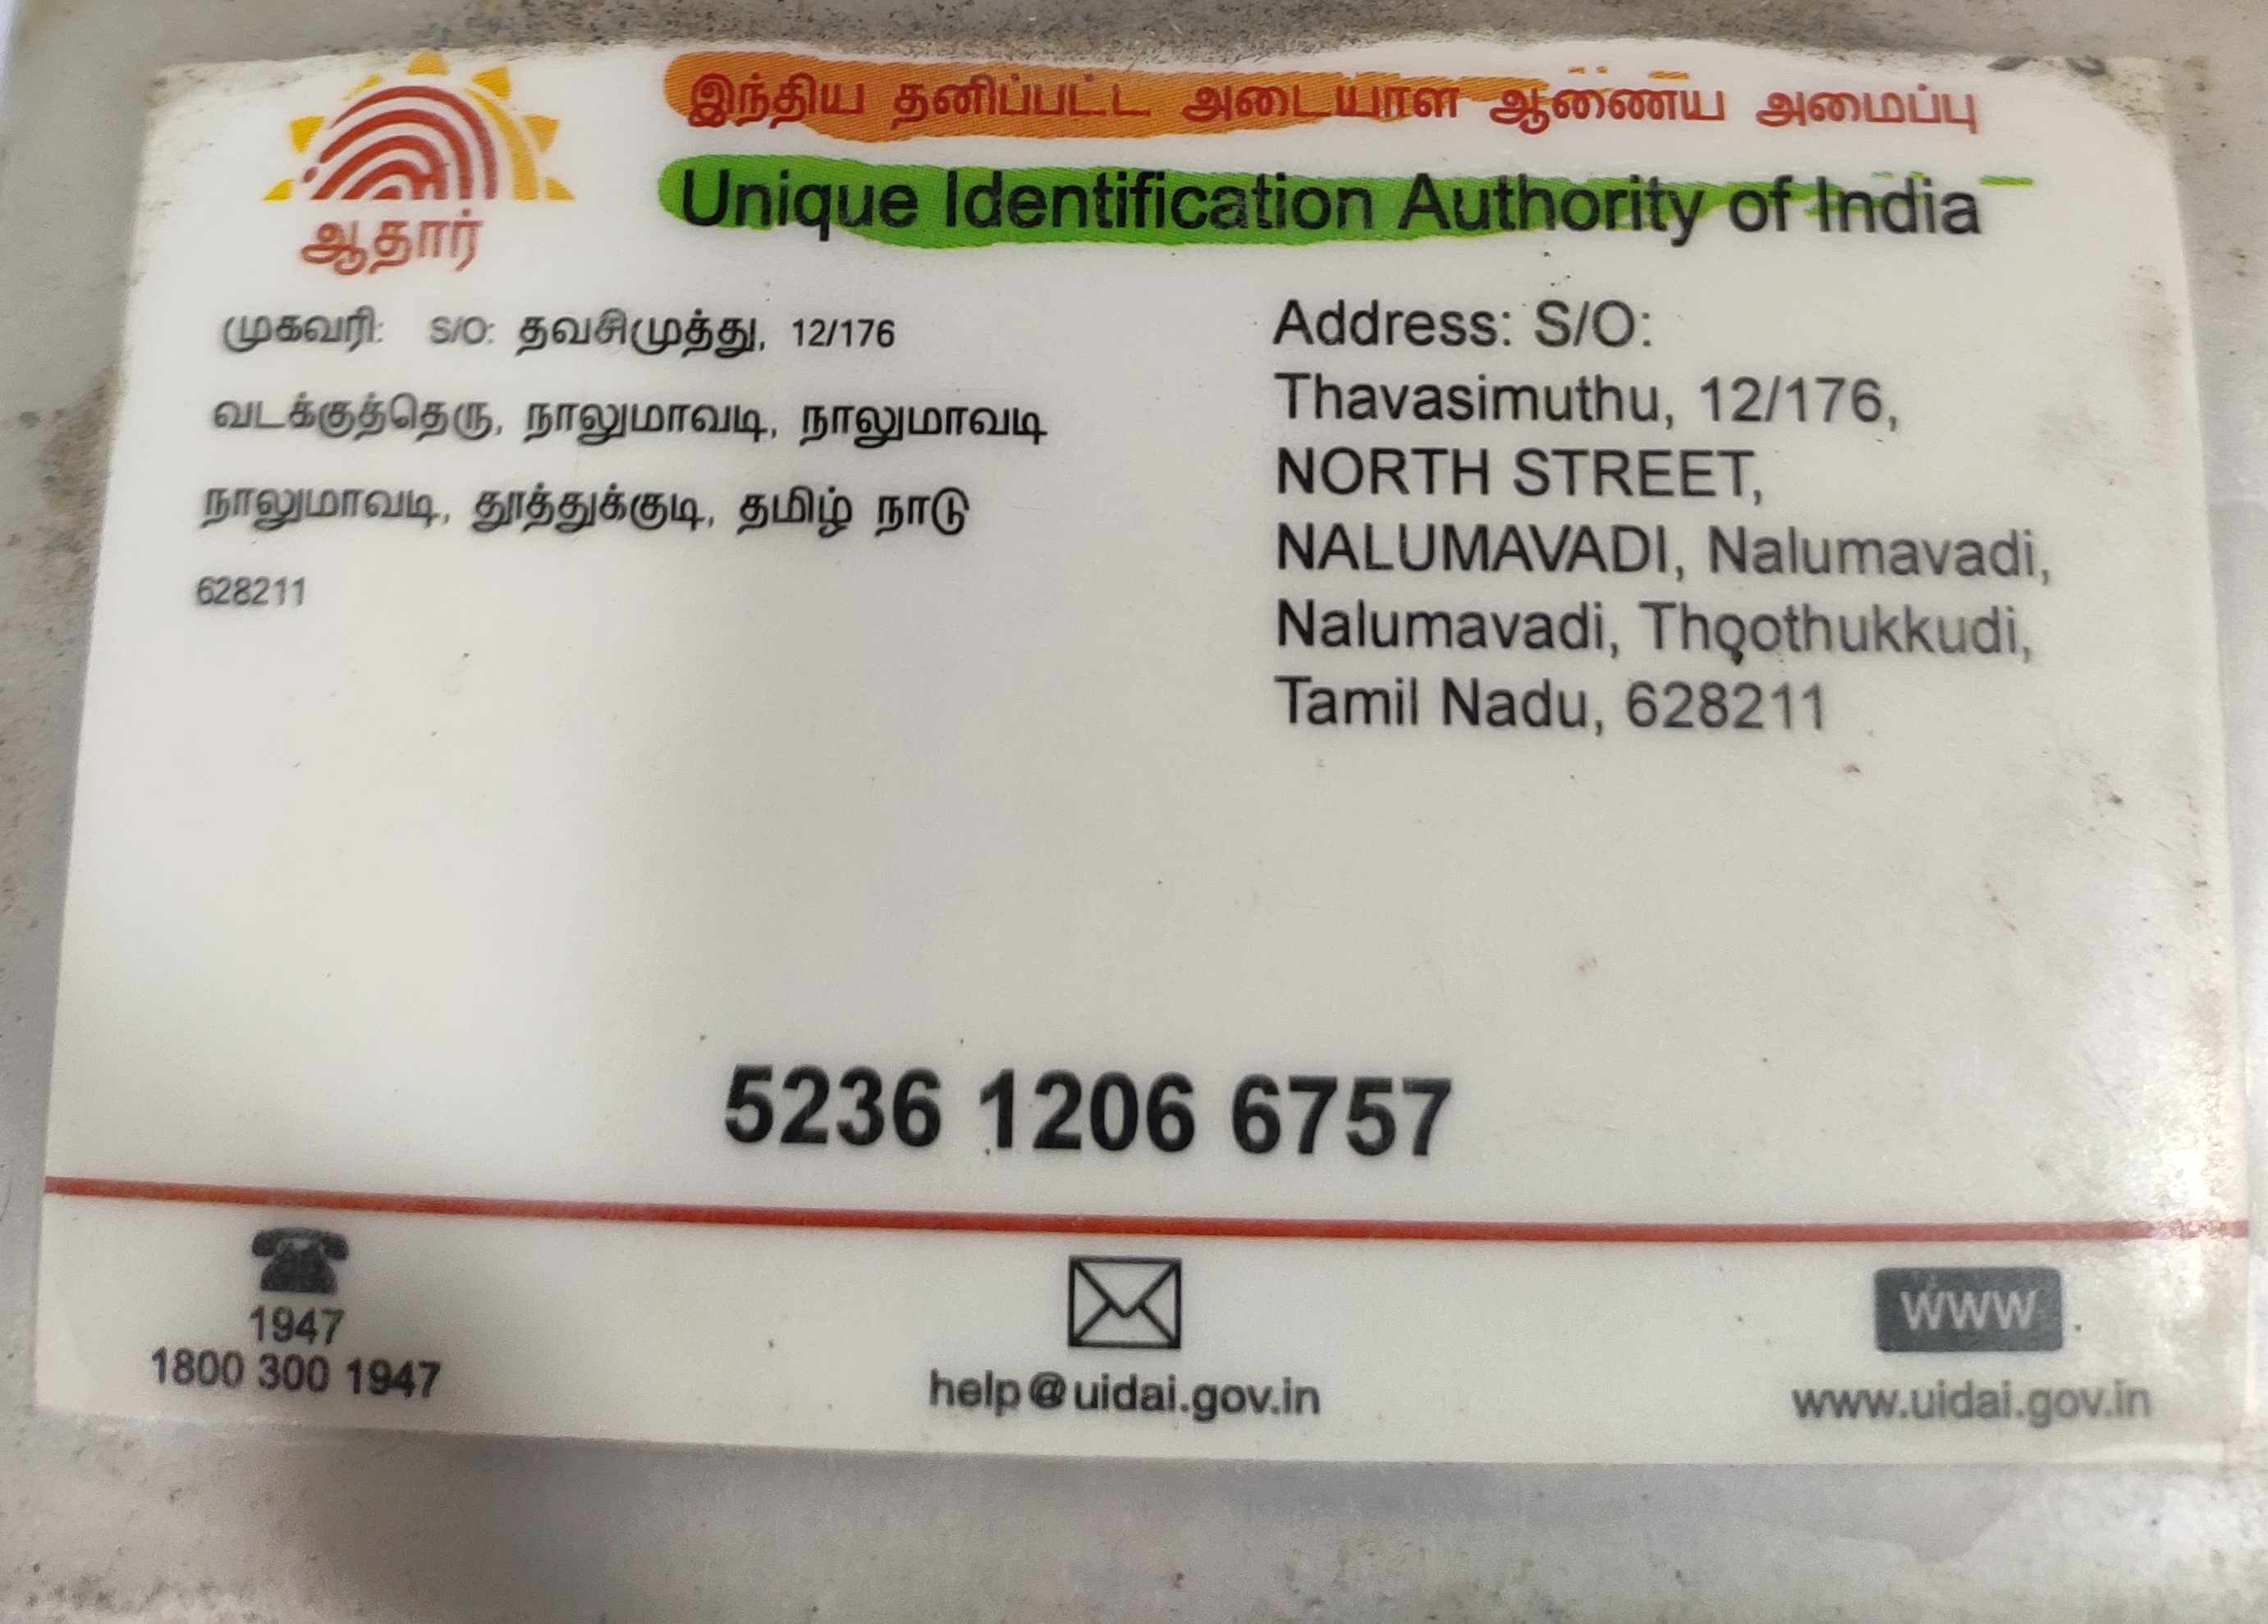 இந்திய தனிப்பட்ட அடையாள ஆணைய அமைப்பு
Unique Identification Authority of India
ஆதார்
முகவரி: S/O: தவசிமுத்து, 12/176
வடக்குத்தெரு, நாலுமாவடி, நாலுமாவடி
நாலுமாவடி, தூத்துக்குடி, தமிழ் நாடு
628211
Address: S/O:
Thavasimuthu, 12/176,
NORTH STREET,
NALUMAVADI, Nalumavadi,
Nalumavadi, Thoothukkudi,
Tamil Nadu, 628211
5236 1206 6757
1947
1800 300 1947
help@uidai.gov.in
WWW
www.uidai.gov.in